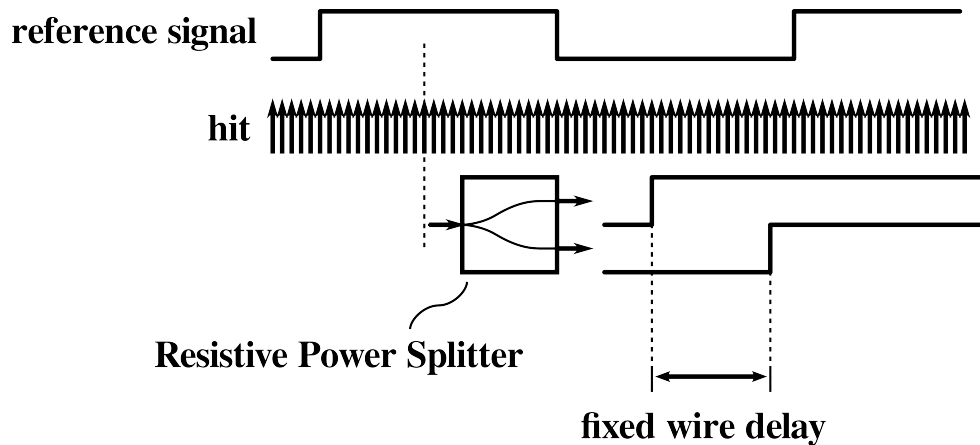 reference signal
hit
Resistive Power Splitter
fixed wire delay